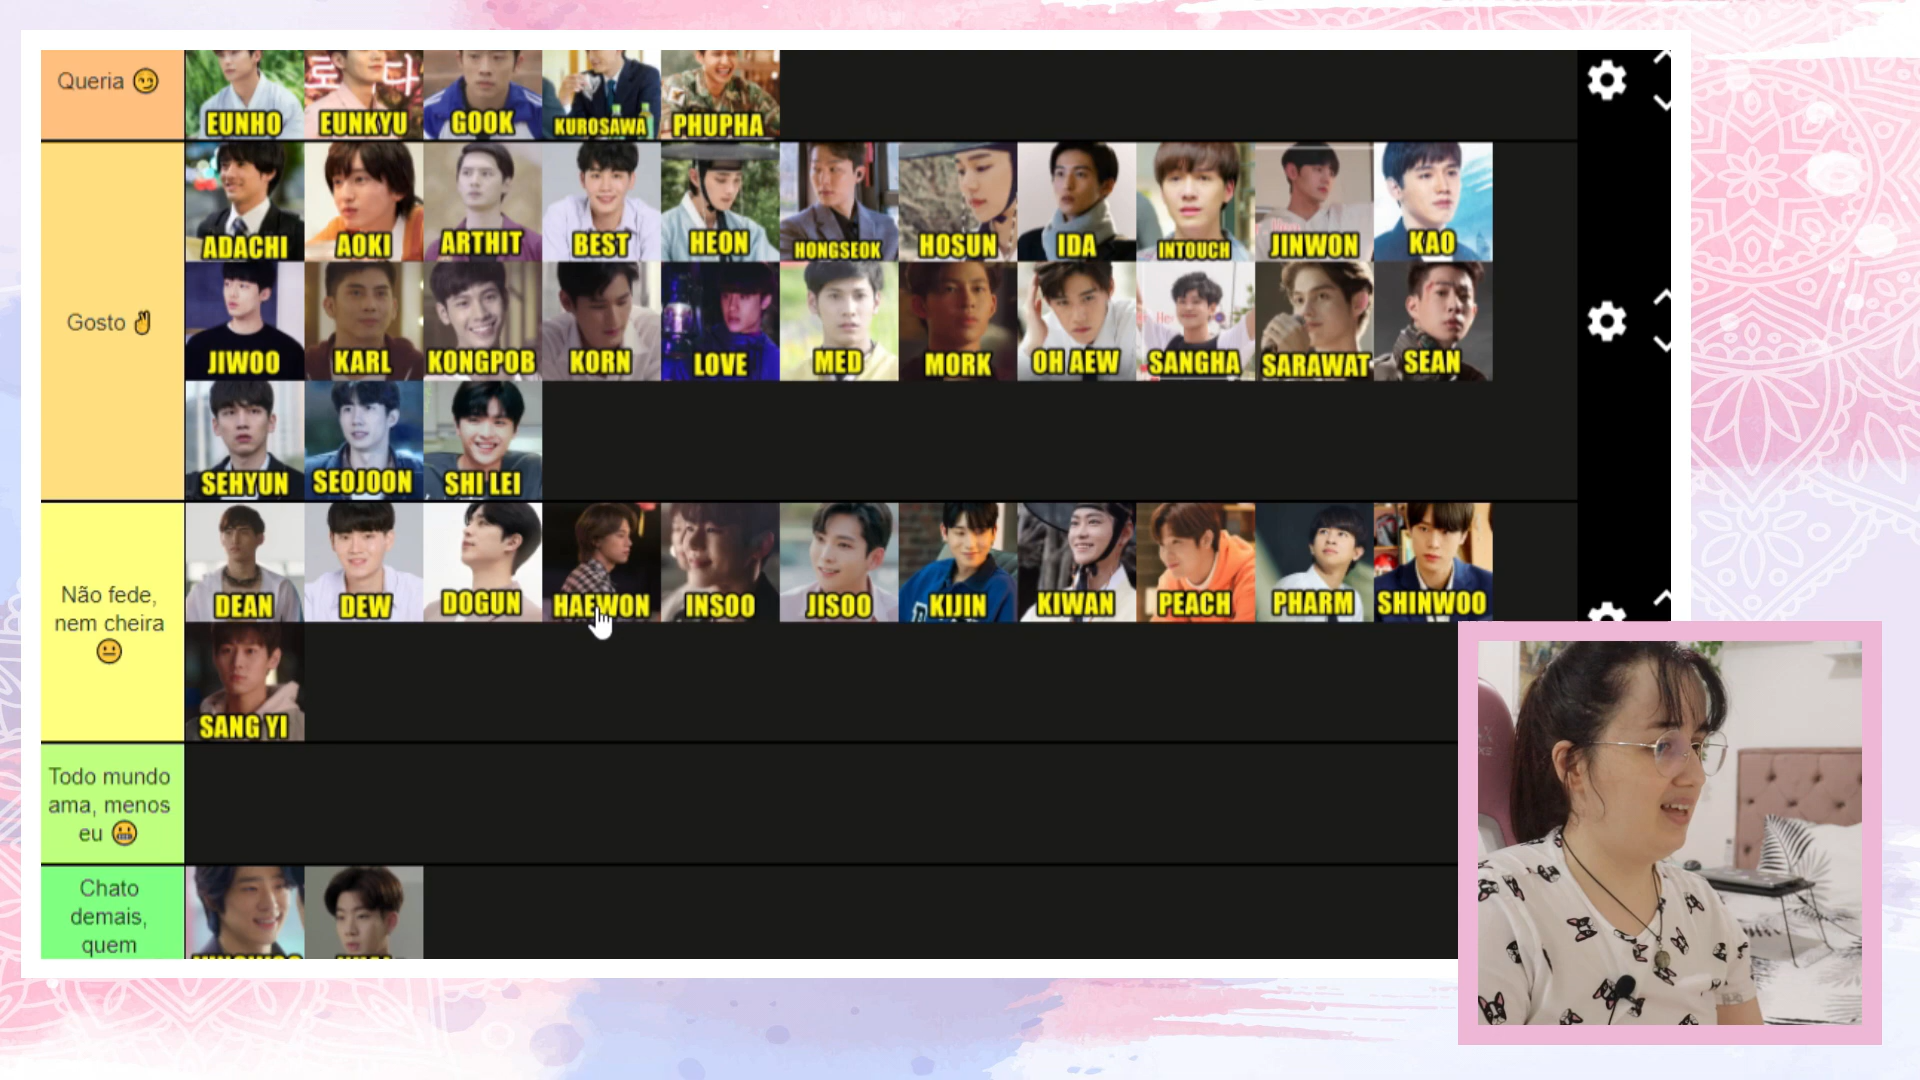 Queria 😏
EUNHO EUNKYU GOOK KUROSAWA PHUPHA
Gosto ✌
ADACHI AOKI ARTHIT BEST HEON HONGSEOK HOSUN IDA INTOUCH JINWON KAO
JIWOO KARL KONGPOB KORN LOVE MED MORK OH AEW SANGHA SARAWAT SEAN
SEHYUN SEOJOON SHI LEI
Não fede,
nem cheira
😐
DEAN DEW DOGUN HAEWON INSOO JISOO KIJIN KIWAN PEACH PHARM SHINWOO
SANG YI
Todo mundo
ama, menos
eu 😬
Chato
demais,
quem